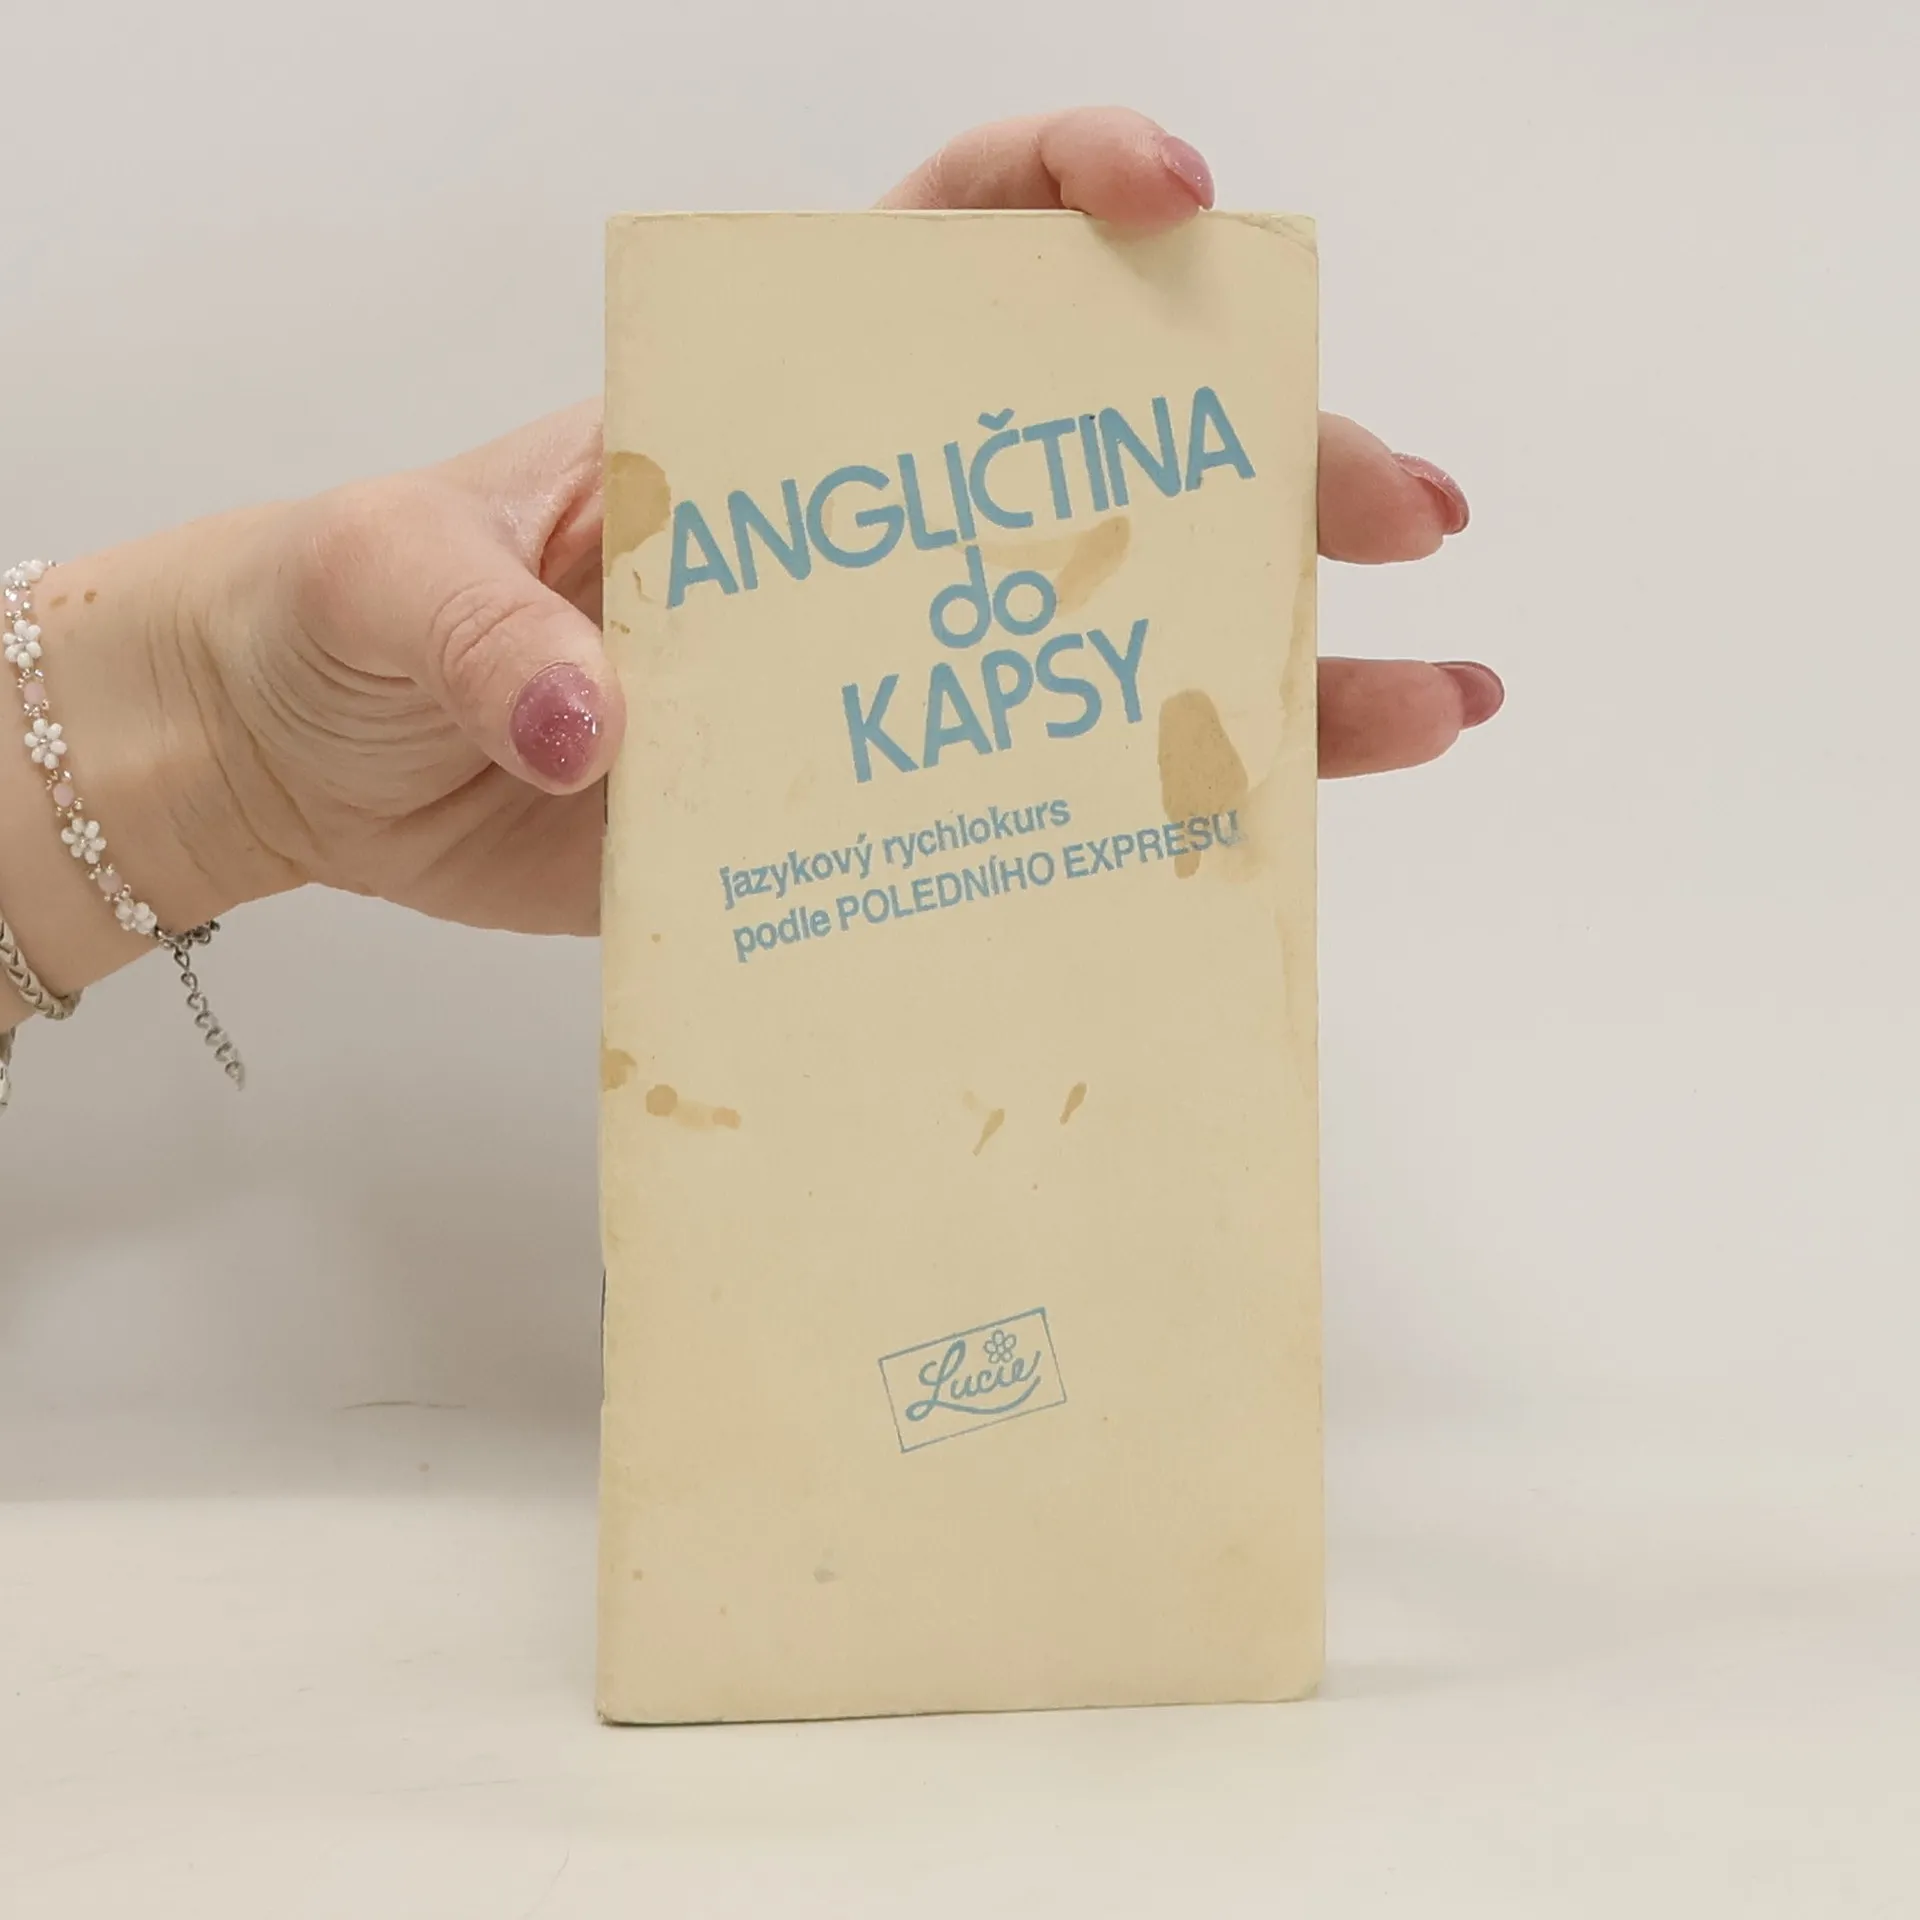 ANGLIČTINA
do
KAPSY
jazykový rychlokurs
podle POLEDNÍHO EXPRESU
Lucie